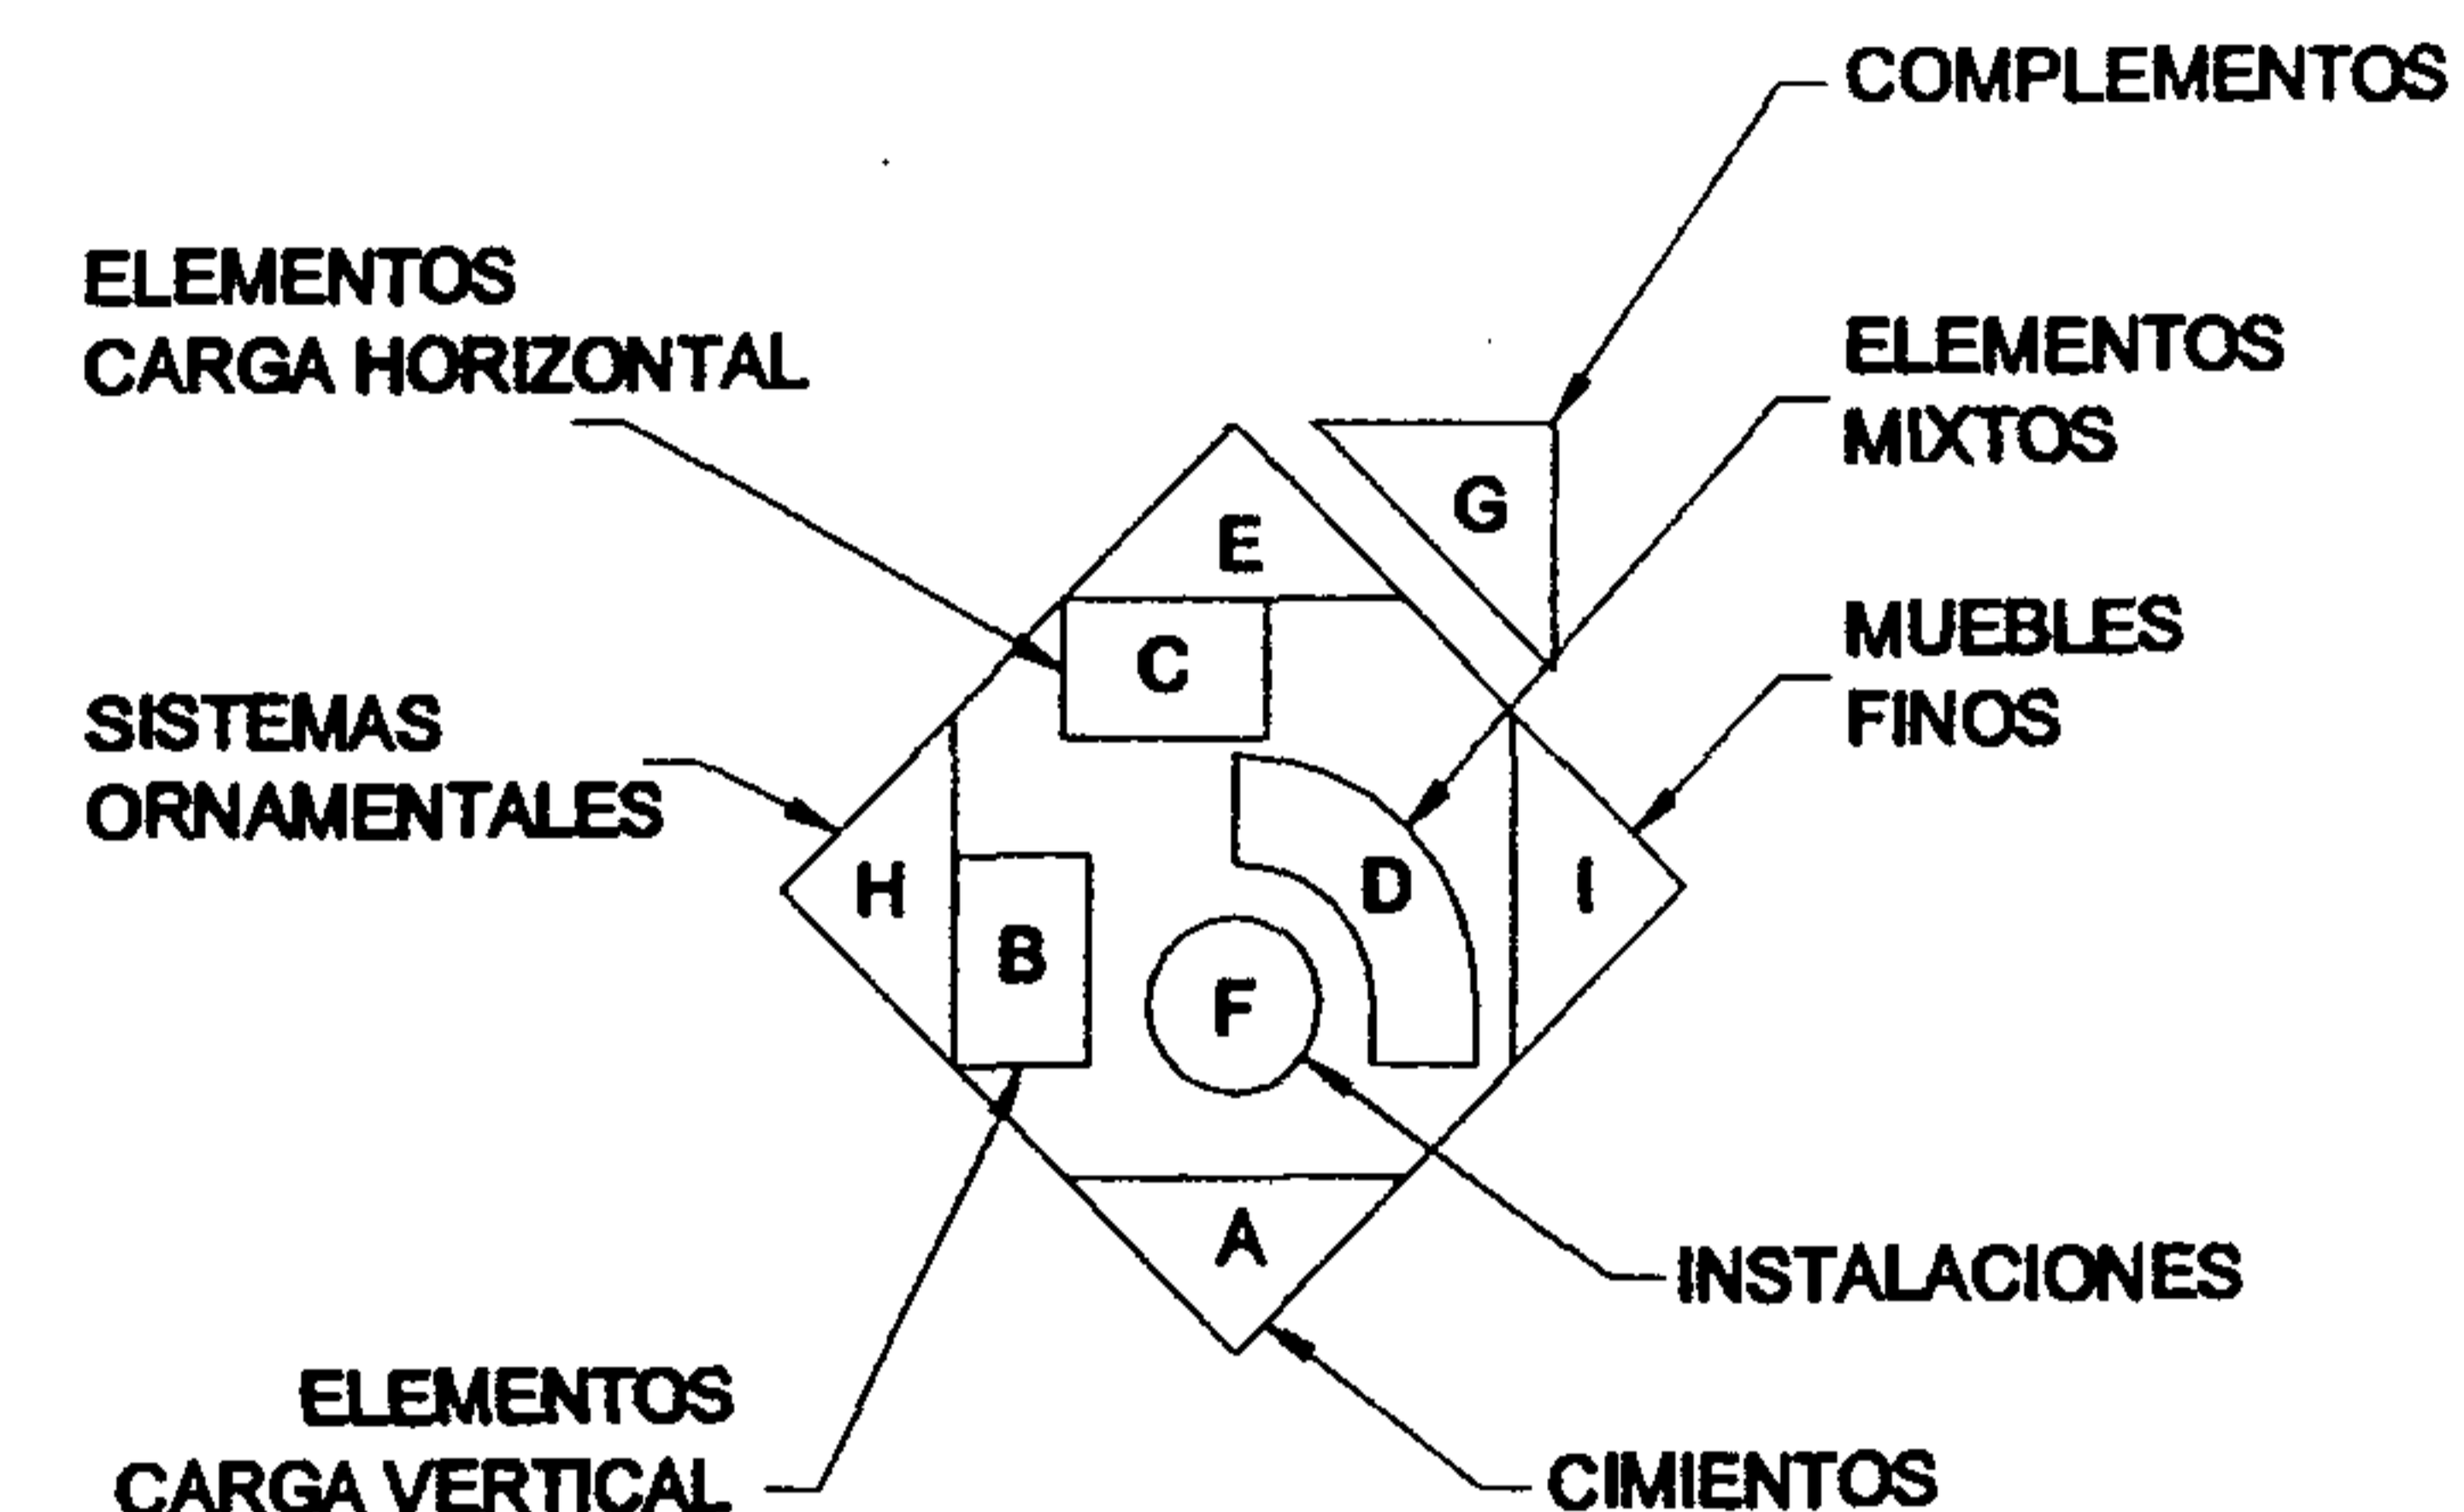 COMPLEMENTOS
ELEMENTOS
CARGA HORIZONTAL
ELEMENTOS
MIXTOS
G
E
MUEBLES
FINOS
C
SISTEMAS
ORNAMENTALES
H
D
I
B
F
A
INSTALACIONES
ELEMENTOS
CARGA VERTICAL
CIMIENTOS